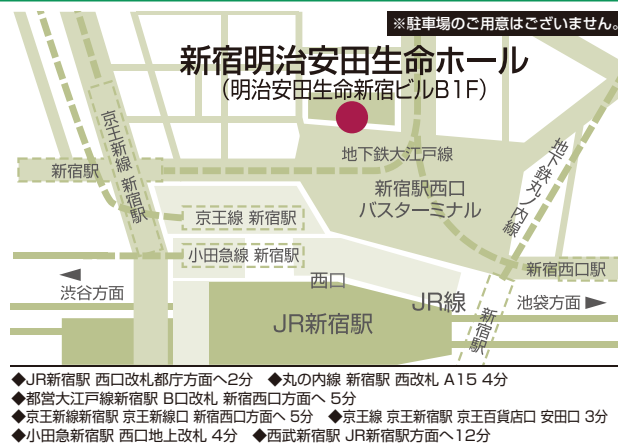 ※駐車場のご用意はございません。
新宿明治安田生命ホール
(明治安田生命新宿ビルB1F)
京王新線 新宿駅
地下鉄大江戸線
地下鉄丸ノ内線
新宿駅
新宿駅西口
バスターミナル
京王線 新宿駅
小田急線 新宿駅
新宿西口駅
西口
◀
渋谷方面
JR線
池袋方面 ▶
新宿駅
JR新宿駅
◆JR新宿駅 西口改札都庁方面へ2分 ◆丸の内線 新宿駅 西改札 A15 4分
◆都営大江戸線新宿駅 B口改札 新宿西口方面へ 5分
◆京王新線新宿駅 京王新線口 新宿西口方面へ 5分 ◆京王線 京王新宿駅 京王百貨店口 安田口 3分
◆小田急新宿駅 西口地上改札 4分 ◆西武新宿駅 JR新宿駅方面へ12分